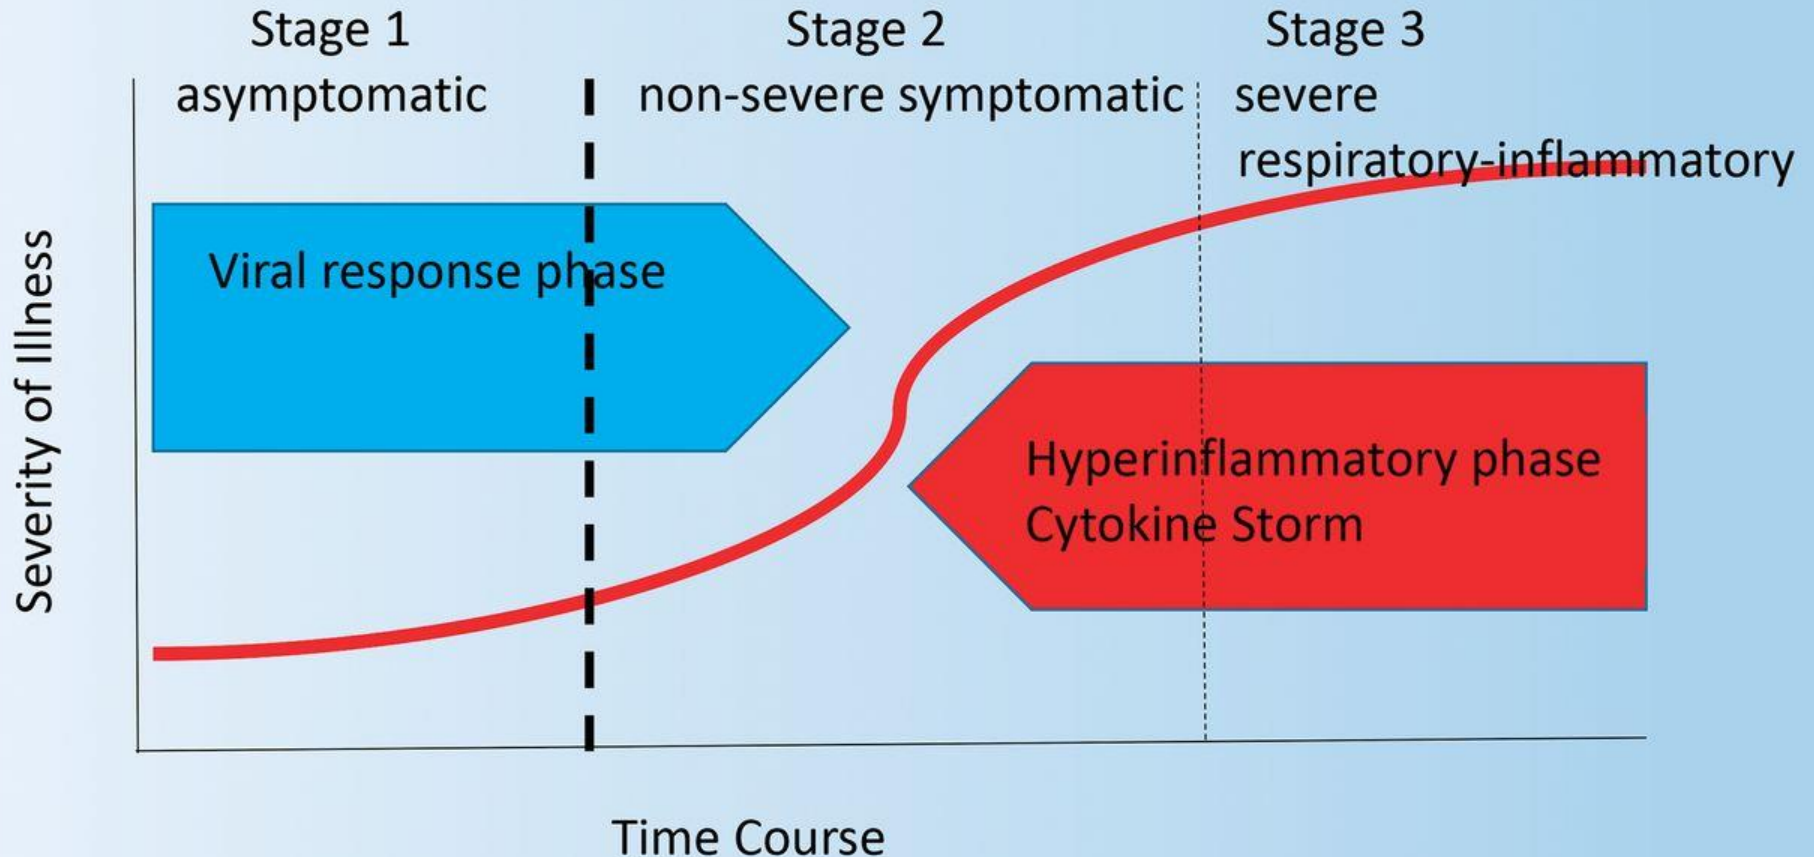 Stage 1
asymptomatic
Stage 2
non-severe symptomatic
Stage 3
severe
respiratory-inflammatory
Severity of Illness
Viral response phase
Hyperinflammatory phase
Cytokine Storm
Time Course